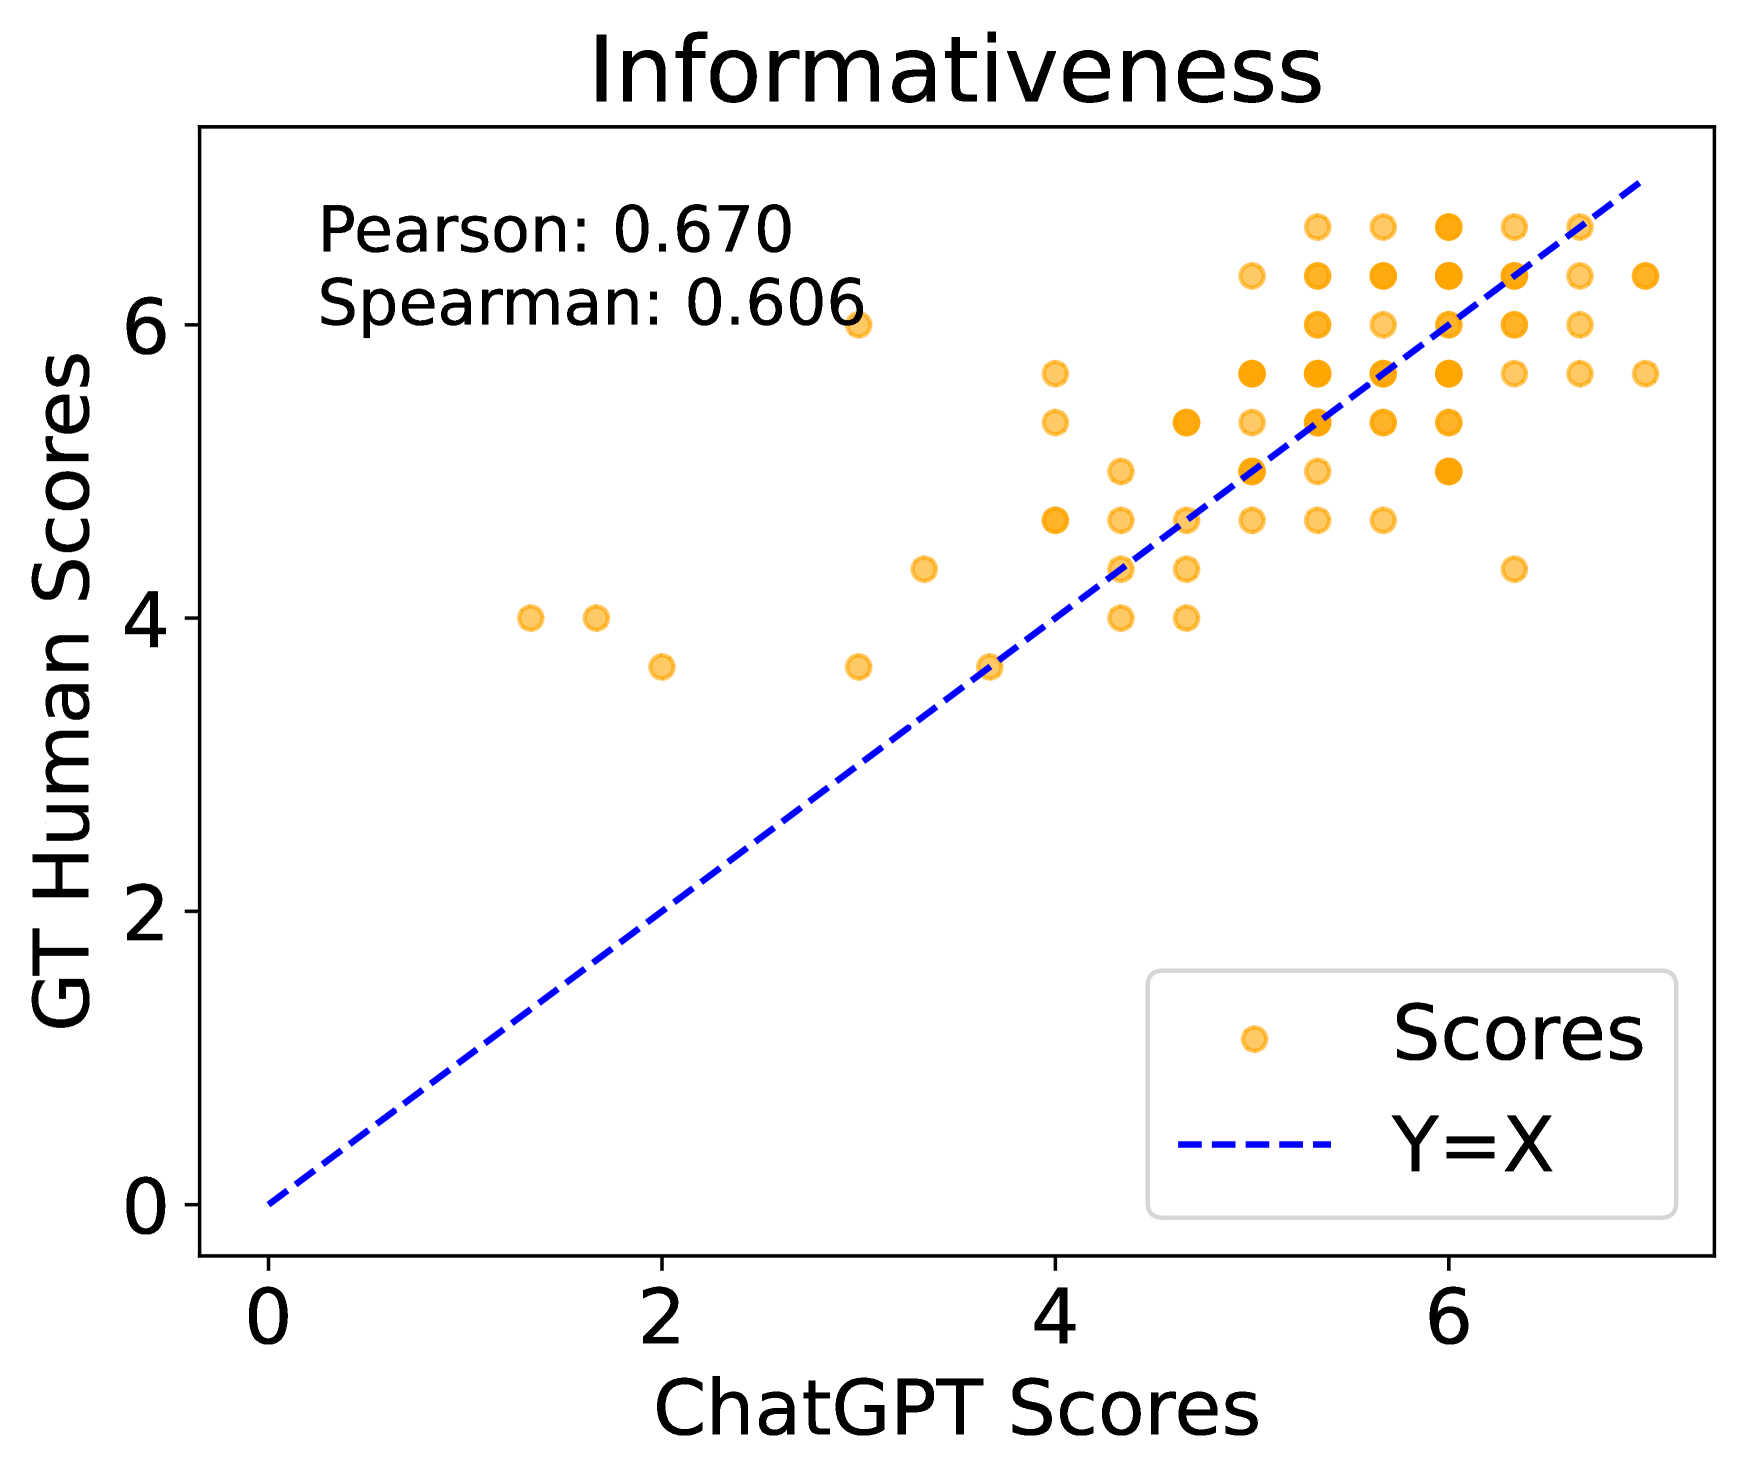 Informativeness
Pearson: 0.670
Spearman: 0.606
GT Human Scores
6
4
2
0
Scores
Y=X
0 2 4 6
ChatGPT Scores